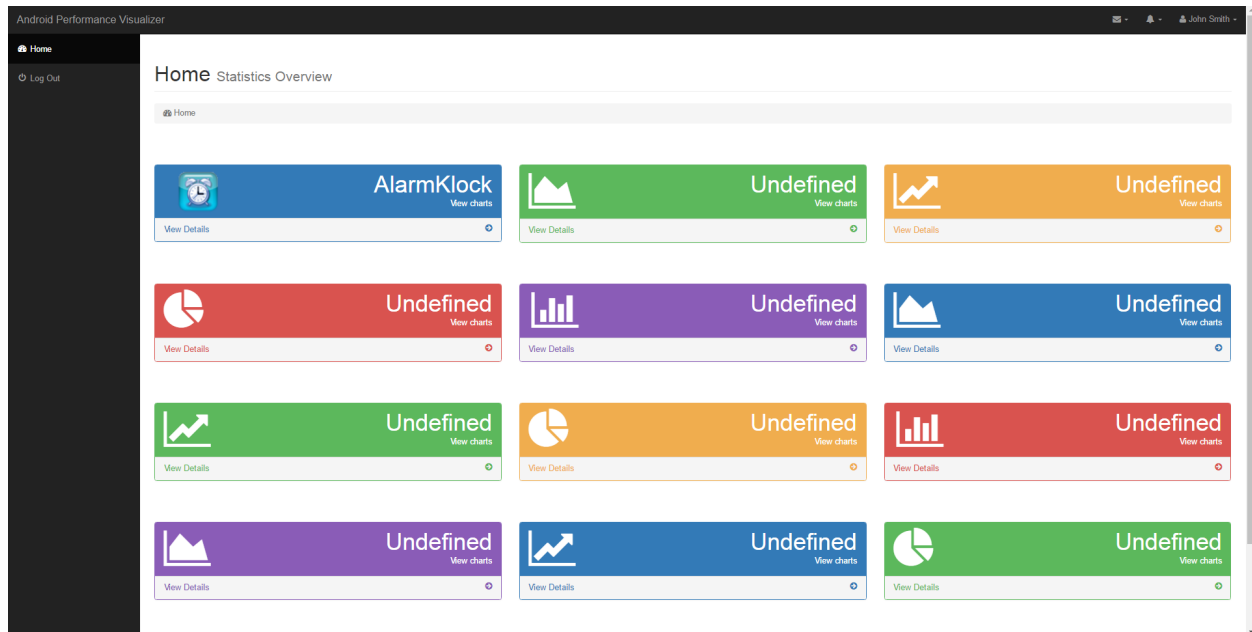 Android Performance Visualizer
John Smith
Home
Log Out
Home Statistics Overview
Home
AlarmKlock
View charts
View Details
Undefined
View charts
View Details
Undefined
View charts
View Details
Undefined
View charts
View Details
Undefined
View charts
View Details
Undefined
View charts
View Details
Undefined
View charts
View Details
Undefined
View charts
View Details
Undefined
View charts
View Details
Undefined
View charts
View Details
Undefined
View charts
View Details
Undefined
View charts
View Details